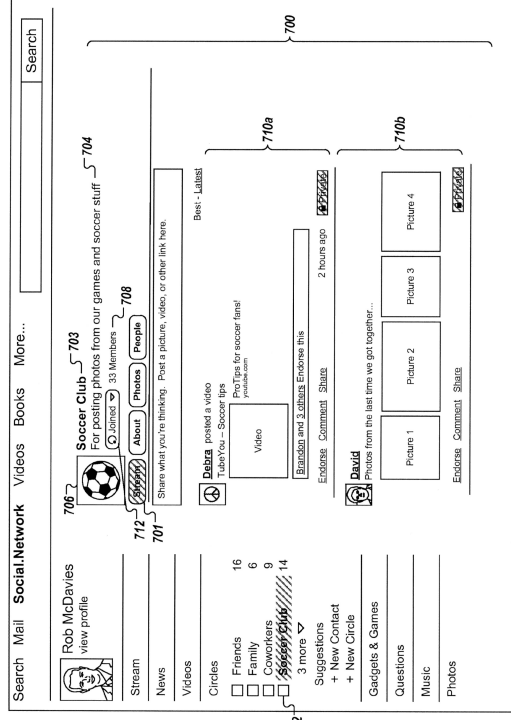 Search Mail Social.Network Videos Books More...
Search
Rob McDavies
view profile
Stream
News
Videos
Circles
Friends 16
Family 6
Coworkers 9
Soccer Club 14
3 more
Suggestions
+ New Contact
+ New Circle
Gadgets & Games
Questions
Music
Photos
706
Soccer Club 703
For posting photos from our games and soccer stuff 704
Joined 33 Members 708
Stream About Photos People
712
701
Share what you're thinking. Post a picture, video, or other link here.
Best - Latest
Debra posted a video
TubeYou – Soccer tips
Video
ProTips for soccer fans!
youtube.com
Brandon and 3 others Endorse this
Endorse Comment Share 2 hours ago Private
710a
David
Photos from the last time we got together...
Picture 1 Picture 2 Picture 3 Picture 4
Endorse Comment Share Private
710b
700